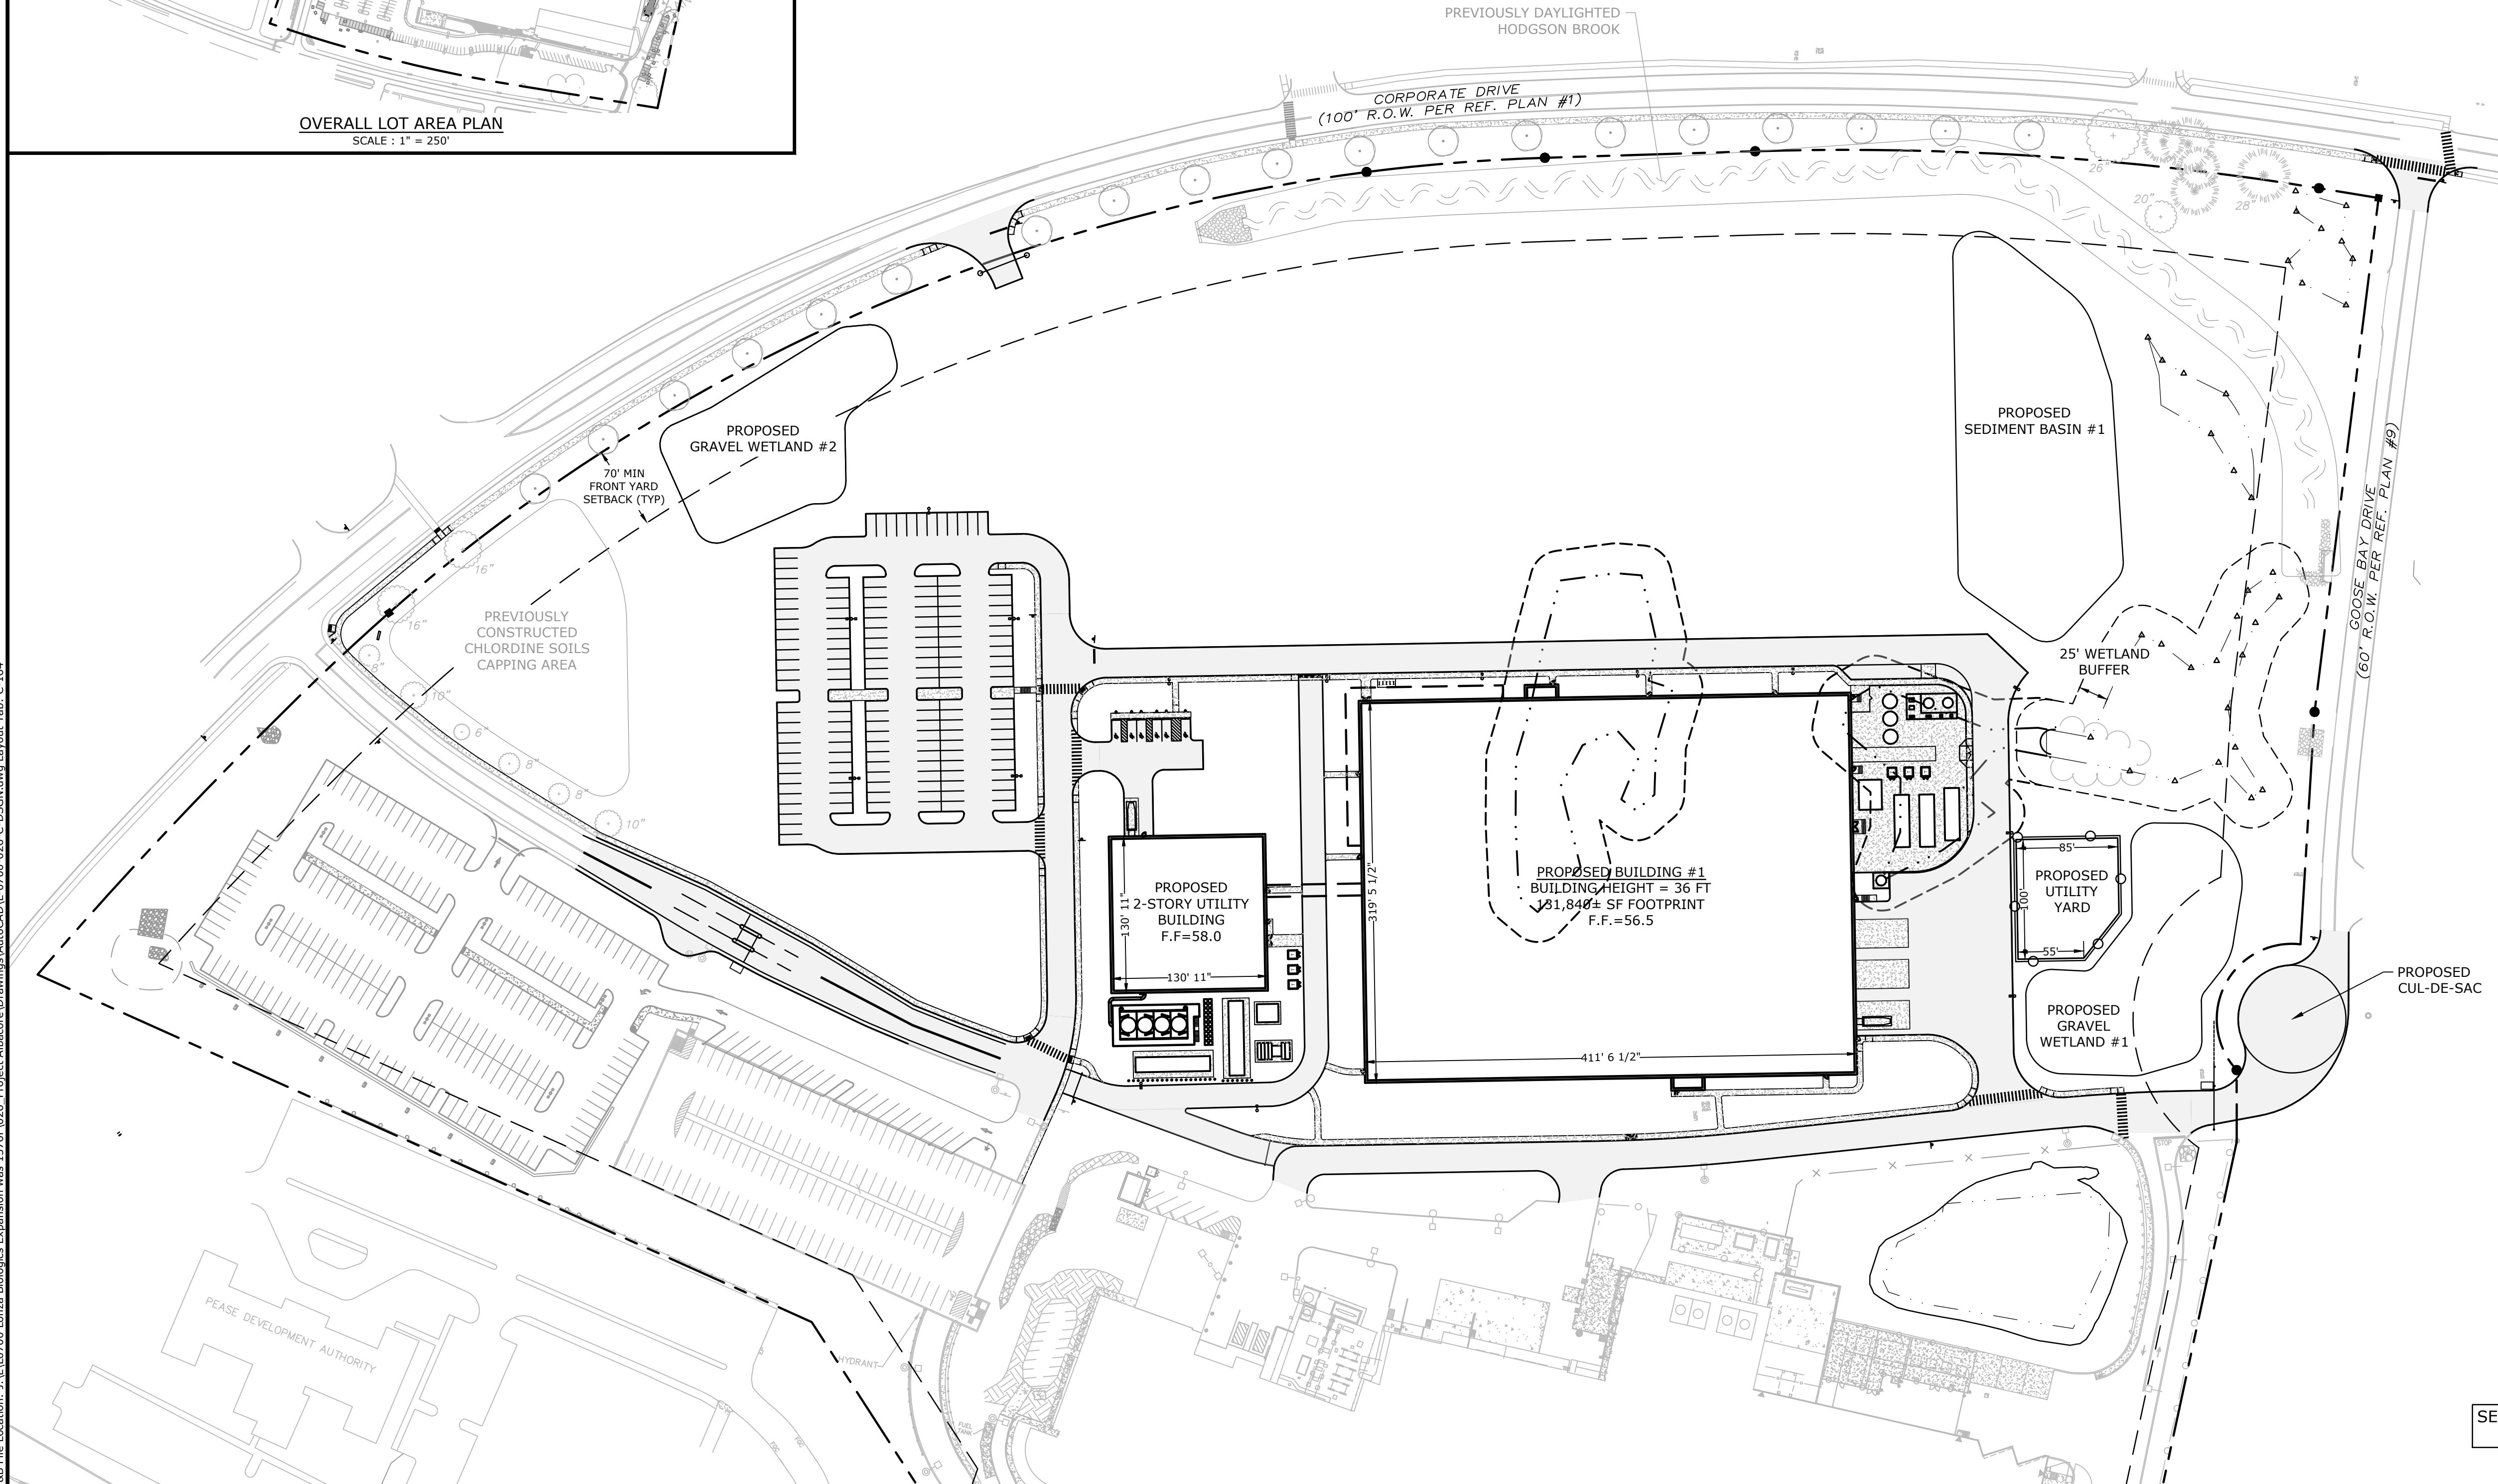 PREVIOUSLY DAYLIGHTED
HODGSON BROOK
OVERALL LOT AREA PLAN
SCALE : 1" = 250'
CORPORATE DRIVE
(100' R.O.W. PER REF. PLAN #1)
26"
20"
28"
PROPOSED
GRAVEL WETLAND #2
70' MIN
FRONT YARD
SETBACK (TYP)
PROPOSED
SEDIMENT BASIN #1
GOOSE BAY DRIVE
(60' R.O.W. PER REF. PLAN #9)
16"
16"
8"
10"
6"
8"
8"
10"
PREVIOUSLY
CONSTRUCTED
CHLORDINE SOILS
CAPPING AREA
25' WETLAND
BUFFER
PROPOSED
2-STORY UTILITY
BUILDING
F.F=58.0
130' 11"
130' 11"
PROPOSED BUILDING #1
BUILDING HEIGHT = 36 FT
131,840± SF FOOTPRINT
F.F.=56.5
319' 5 1/2"
411' 6 1/2"
85'
PROPOSED
UTILITY
YARD
100'
55'
PROPOSED
GRAVEL
WETLAND #1
PROPOSED
CUL-DE-SAC
STOP
PEASE DEVELOPMENT AUTHORITY
HYDRANT
FUEL
TANK
SE